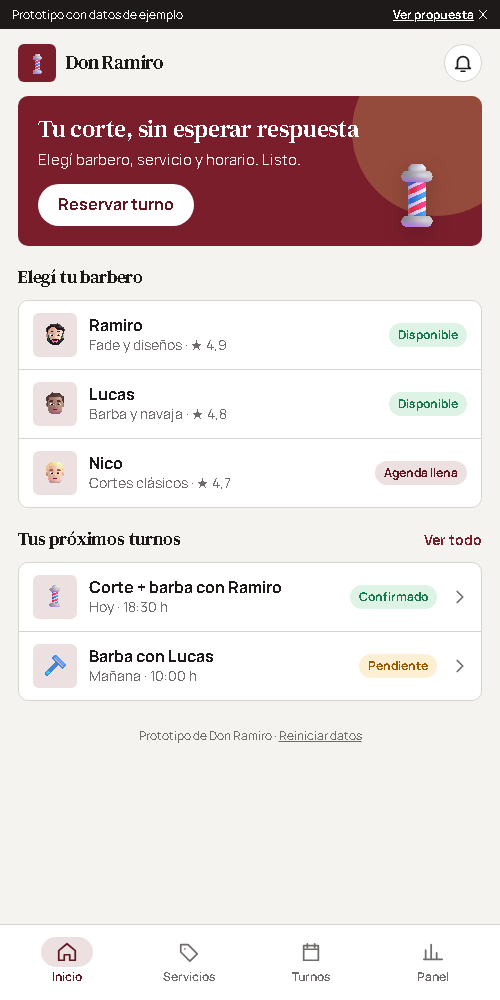 Prototipo con datos de ejemplo
Ver propuesta
Don Ramiro
Tu corte, sin esperar respuesta
Elegí barbero, servicio y horario. Listo.
Reservar turno
Elegí tu barbero
Ramiro
Fade y diseños · ★ 4,9
Disponible
Lucas
Barba y navaja · ★ 4,8
Disponible
Nico
Cortes clásicos · ★ 4,7
Agenda llena
Tus próximos turnos
Ver todo
Corte + barba con Ramiro
Hoy · 18:30 h
Confirmado
Barba con Lucas
Mañana · 10:00 h
Pendiente
Prototipo de Don Ramiro · Reiniciar datos
Inicio
Servicios
Turnos
Panel